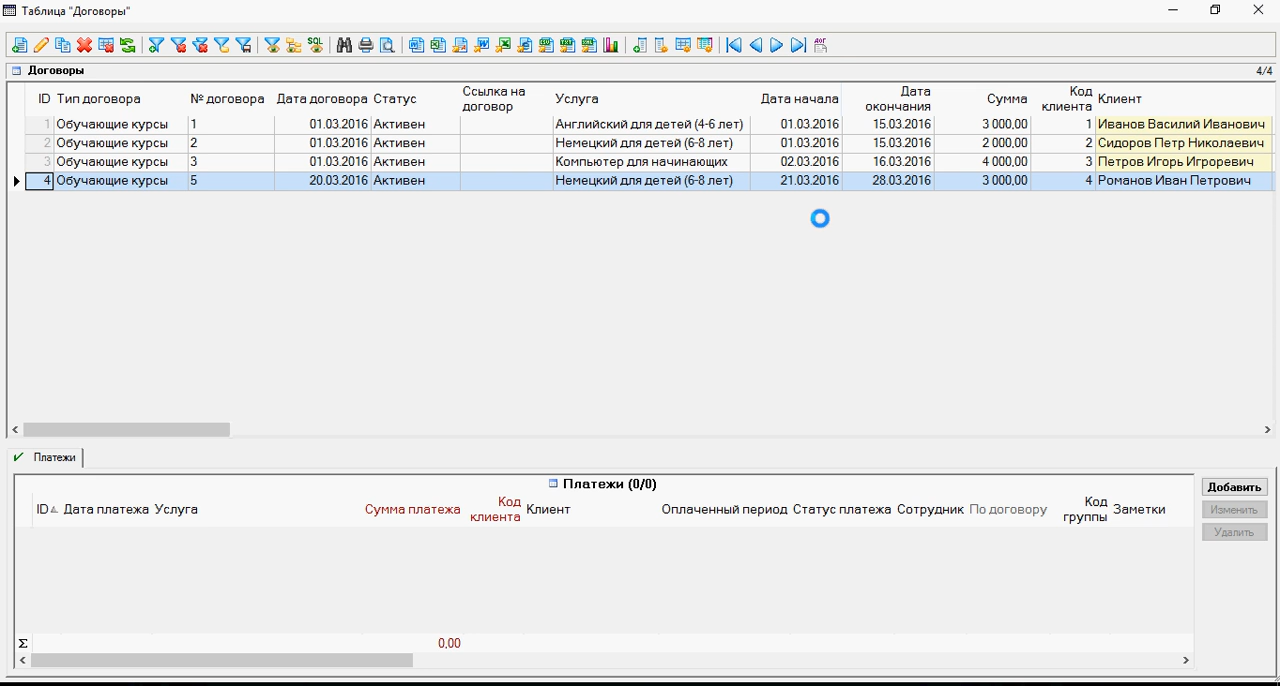 Таблица "Договоры"
SQL
ДОГ
Договоры 4/4
ID Тип договора № договора Дата договора Статус Ссылка на договор Услуга Дата начала Дата окончания Сумма Код клиента Клиент
1 Обучающие курсы 1 01.03.2016 Активен Английский для детей (4-6 лет) 01.03.2016 15.03.2016 3 000,00 1 Иванов Василий Иванович
2 Обучающие курсы 2 01.03.2016 Активен Немецкий для детей (6-8 лет) 01.03.2016 15.03.2016 2 000,00 2 Сидоров Петр Николаевич
3 Обучающие курсы 3 01.03.2016 Активен Компьютер для начинающих 02.03.2016 16.03.2016 4 000,00 3 Петров Игорь Игроревич
4 Обучающие курсы 5 20.03.2016 Активен Немецкий для детей (6-8 лет) 21.03.2016 28.03.2016 3 000,00 4 Романов Иван Петрович
Платежи
Платежи (0/0)
ID Дата платежа Услуга Сумма платежа Код клиента Клиент Оплаченный период Статус платежа Сотрудник По договору Код группы Заметки
Σ 0,00
Добавить
Изменить
Удалить